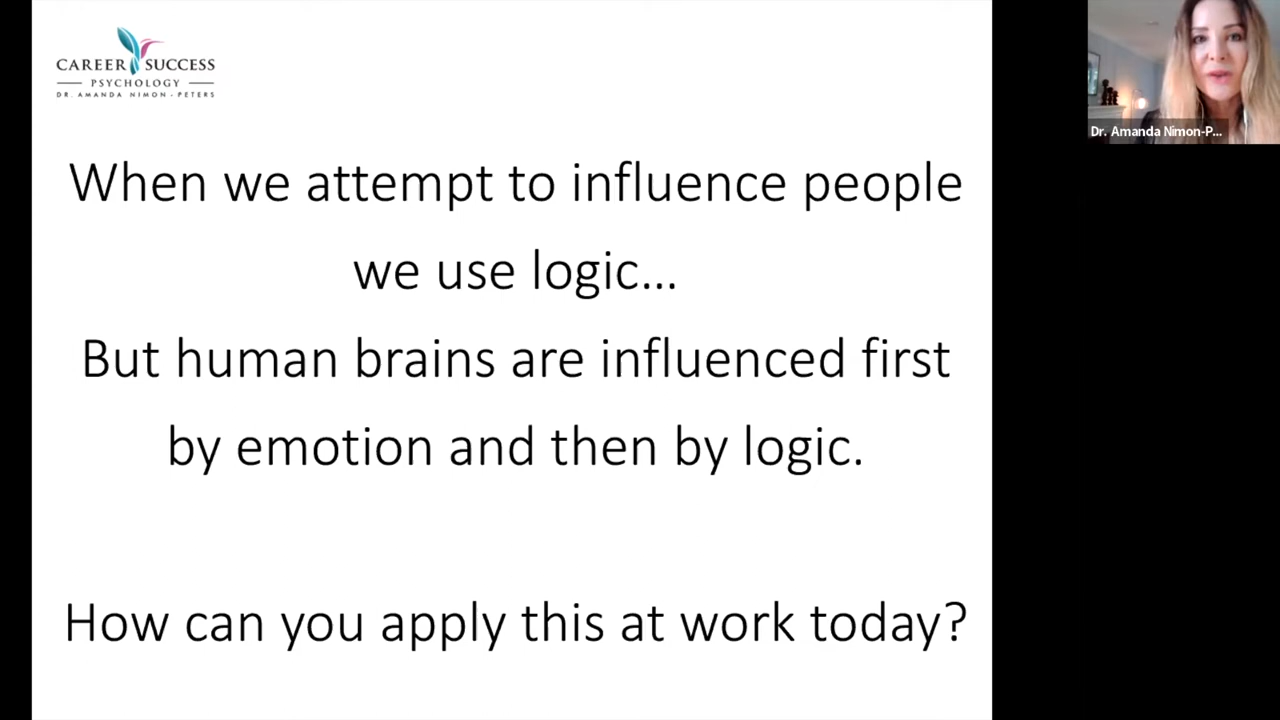 CAREER SUCCESS
PSYCHOLOGY
DR. AMANDA NIMON-PETERS
When we attempt to influence people
we use logic...
But human brains are influenced first
by emotion and then by logic.
How can you apply this at work today?
Dr. Amanda Nimon-P...